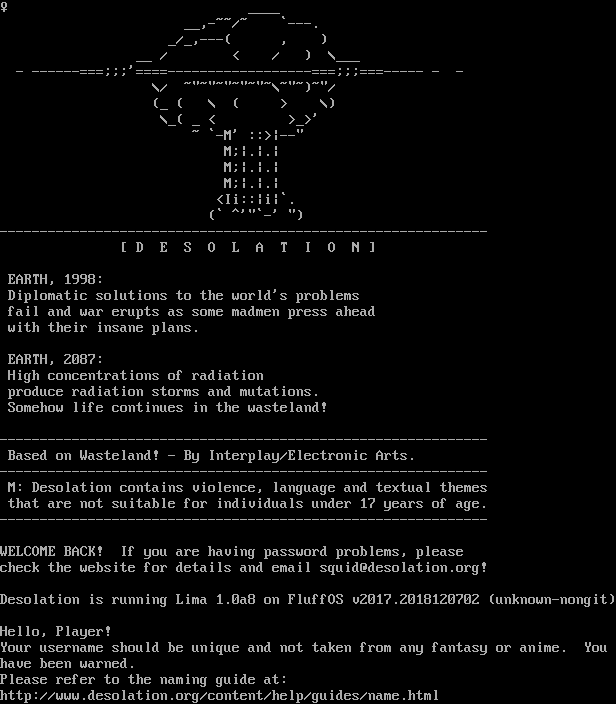 [ D E S O L A T I O N ]
EARTH, 1998:
Diplomatic solutions to the world's problems
fail and war erupts as some madmen press ahead
with their insane plans.
EARTH, 2087:
High concentrations of radiation
produce radiation storms and mutations.
Somehow life continues in the wasteland!
Based on Wasteland! - By Interplay/Electronic Arts.
M: Desolation contains violence, language and textual themes
that are not suitable for individuals under 17 years of age.
WELCOME BACK!  If you are having password problems, please
check the website for details and email squid@desolation.org!
Desolation is running Lima 1.0a8 on FluffOS v2017.2018120702 (unknown-nongit)
Hello, Player!
Your username should be unique and not taken from any fantasy or anime.  You
have been warned.
Please refer to the naming guide at:
http://www.desolation.org/content/help/guides/name.html